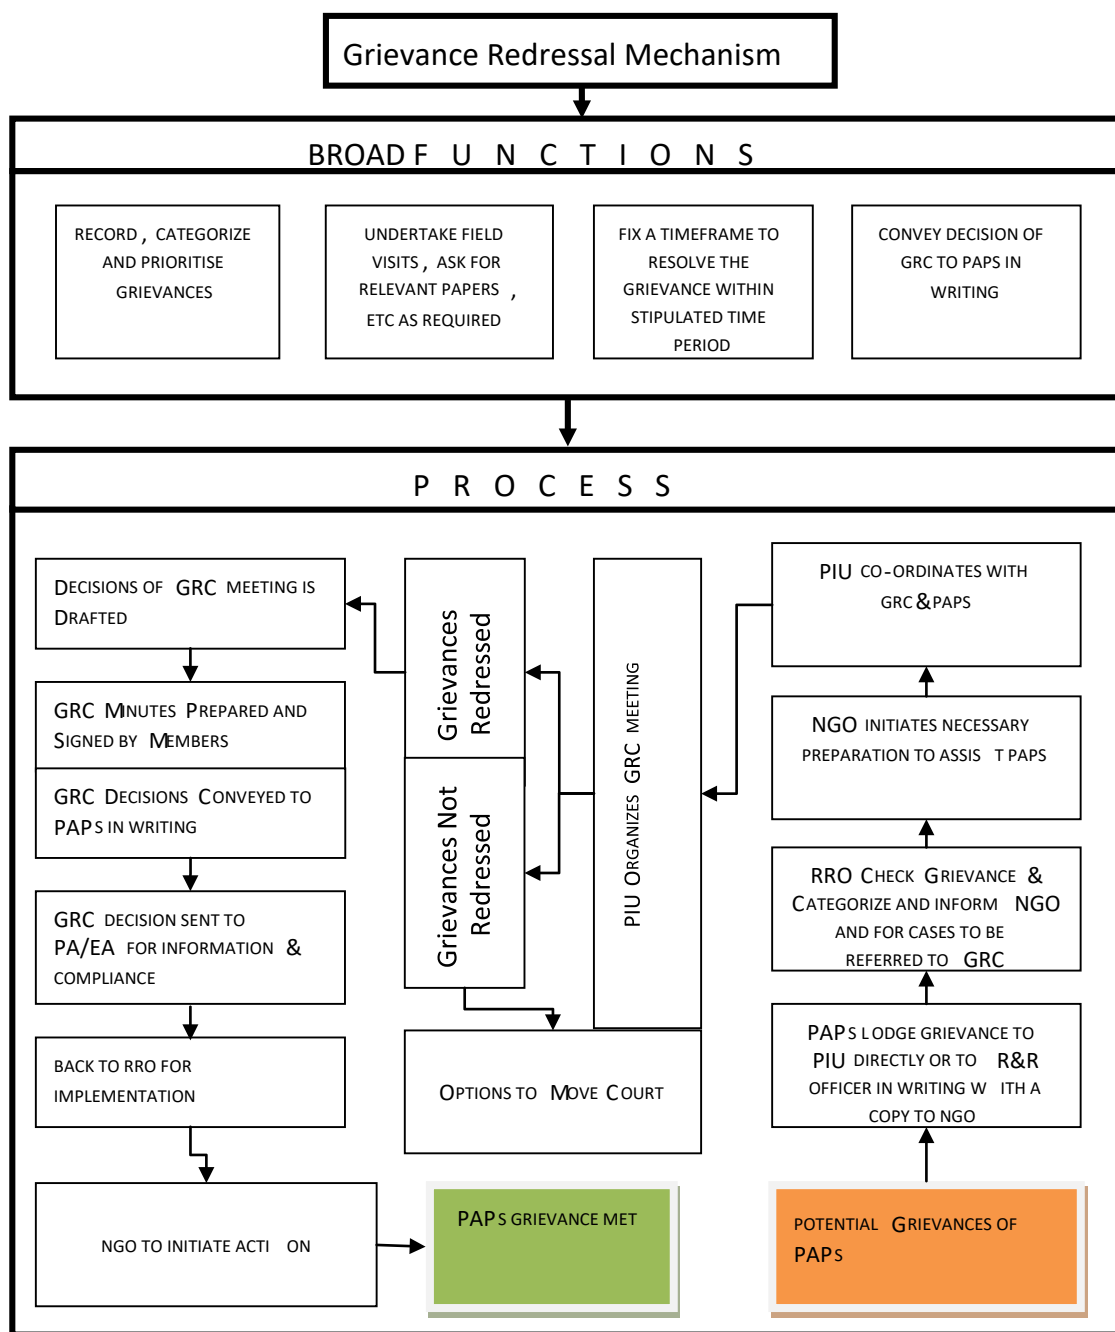 Grievance Redressal Mechanism
BROAD F U N C T I O N S
RECORD , CATEGORIZE
AND PRIORITISE
GRIEVANCES
UNDERTAKE FIELD
VISITS , ASK FOR
RELEVANT PAPERS ,
ETC AS REQUIRED
FIX A TIMEFRAME TO
RESOLVE THE
GRIEVANCE WITHIN
STIPULATED TIME
PERIOD
CONVEY DECISION OF
GRC TO PAPS IN
WRITING
P R O C E S S
DECISIONS OF GRC MEETING IS
DRAFTED
GRC MINUTES PREPARED AND
SIGNED BY MEMBERS
GRC DECISIONS CONVEYED TO
PAPS IN WRITING
GRC DECISION SENT TO
PA/EA FOR INFORMATION &
COMPLIANCE
BACK TO RRO FOR
IMPLEMENTATION
NGO TO INITIATE ACTI ON
Grievances
Redressed
Grievances Not
Redressed
OPTIONS TO MOVE COURT
PAPS GRIEVANCE MET
PIU ORGANIZES GRC MEETING
PIU CO-ORDINATES WITH
GRC &PAPS
NGO INITIATES NECESSARY
PREPARATION TO ASSIS T PAPS
RRO CHECK GRIEVANCE &
CATEGORIZE AND INFORM NGO
AND FOR CASES TO BE
REFERRED TO GRC
PAPS LODGE GRIEVANCE TO
PIU DIRECTLY OR TO R&R
OFFICER IN WRITING W ITH A
COPY TO NGO
POTENTIAL GRIEVANCES OF
PAPS